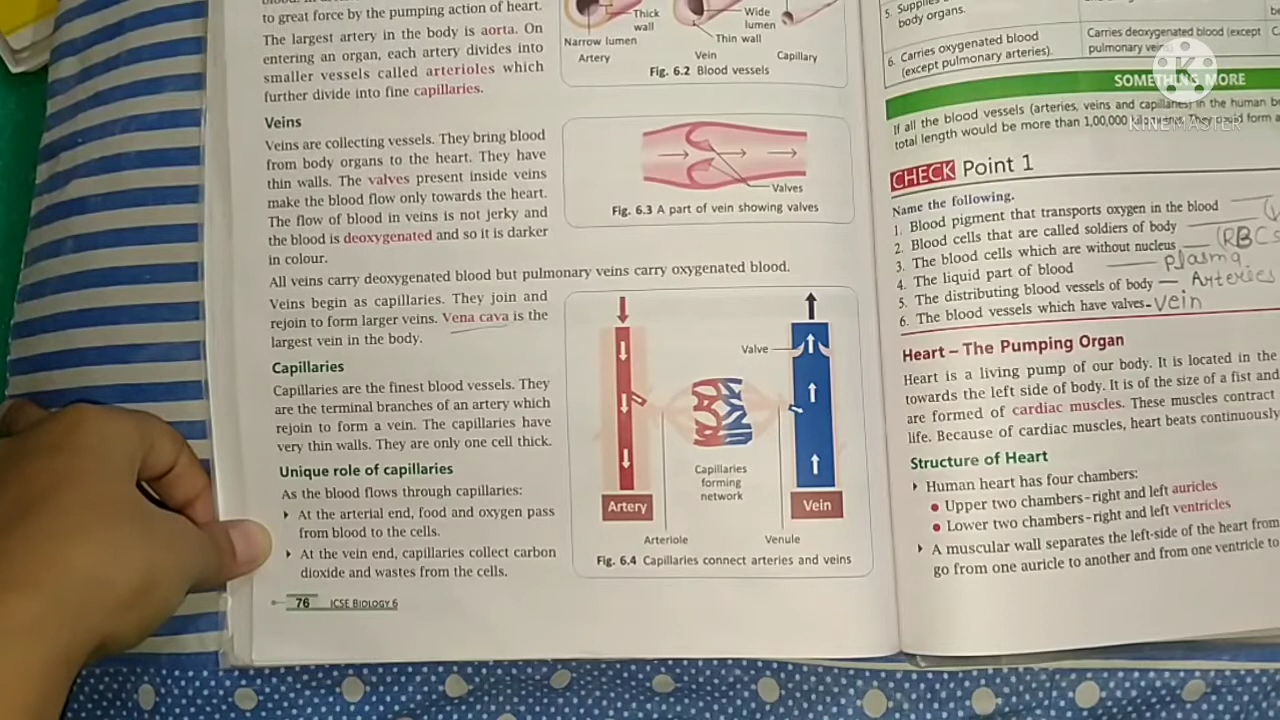 to great force by the pumping action of heart.
The largest artery in the body is aorta. On
entering an organ, each artery divides into
smaller vessels called arterioles which
further divide into fine capillaries.
Veins
Veins are collecting vessels. They bring blood
from body organs to the heart. They have
thin walls. The valves present inside veins
make the blood flow only towards the heart.
The flow of blood in veins is not jerky and
the blood is deoxygenated and so it is darker
in colour.
All veins carry deoxygenated blood but pulmonary veins carry oxygenated blood.
Veins begin as capillaries. They join and
rejoin to form larger veins. Vena cava is the
largest vein in the body.
Capillaries
Capillaries are the finest blood vessels. They
are the terminal branches of an artery which
rejoin to form a vein. The capillaries have
very thin walls. They are only one cell thick.
Unique role of capillaries
As the blood flows through capillaries:
At the arterial end, food and oxygen pass
from blood to the cells.
At the vein end, capillaries collect carbon
dioxide and wastes from the cells.
76 ICSE BIOLOGY 6
Thick
wall
Narrow lumen
Artery
Wide
lumen
Thin wall
Vein
Capillary
Fig. 6.2 Blood vessels
Valves
Fig. 6.3 A part of vein showing valves
Valve
Capillaries
forming
network
Artery
Vein
Arteriole
Venule
Fig. 6.4 Capillaries connect arteries and veins
5. Supplies
body organs.
6. Carries oxygenated blood
(except pulmonary arteries).
Carries deoxygenated blood (except
pulmonary
SOMETHING MORE
KINEMASTER
If all the blood vessels (arteries, veins and capillaries) in the human
total length would be more than 1,00,000 They form
CHECK Point 1
Name the following.
1. Blood pigment that transports oxygen in the blood
2. Blood cells that are called soldiers of body
3. The blood cells which are without nucleus (RBCs
4. The liquid part of blood plasma
5. The distributing blood vessels of body Arteries
6. The blood vessels which have valves-vein
Heart – The Pumping Organ
Heart is a living pump of our body. It is located in the
towards the left side of body. It is of the size of a fist and
are formed of cardiac muscles. These muscles contract
life. Because of cardiac muscles, heart beats continuously
Structure of Heart
Human heart has four chambers:
Upper two chambers–right and left auricles
Lower two chambers–right and left ventricles
A muscular wall separates the left-side of the heart from
go from one auricle to another and from one ventricle to